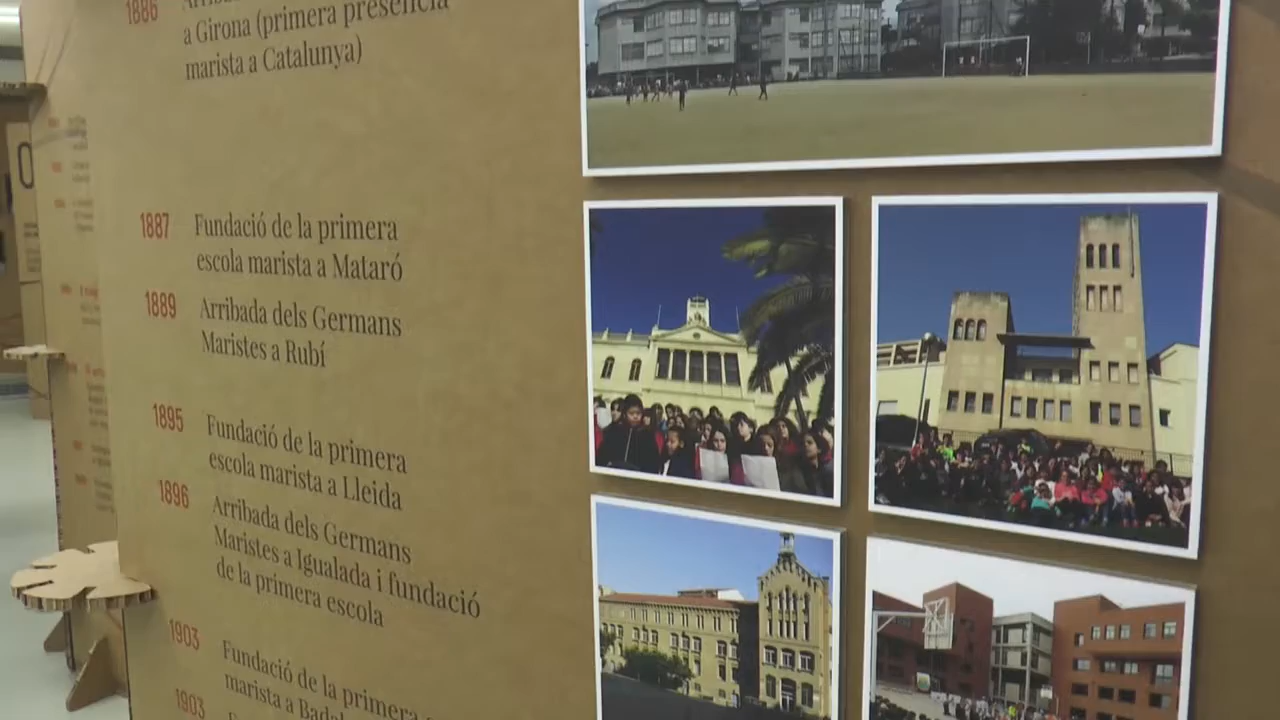 1886
a Girona (primera presència
marista a Catalunya)
1887 Fundació de la primera
escola marista a Mataró
1889 Arribada dels Germans
Maristes a Rubí
1895 Fundació de la primera
escola marista a Lleida
1896 Arribada dels Germans
Maristes a Igualada i fundació
de la primera escola
1903 Fundació de la primera
marista a
1903